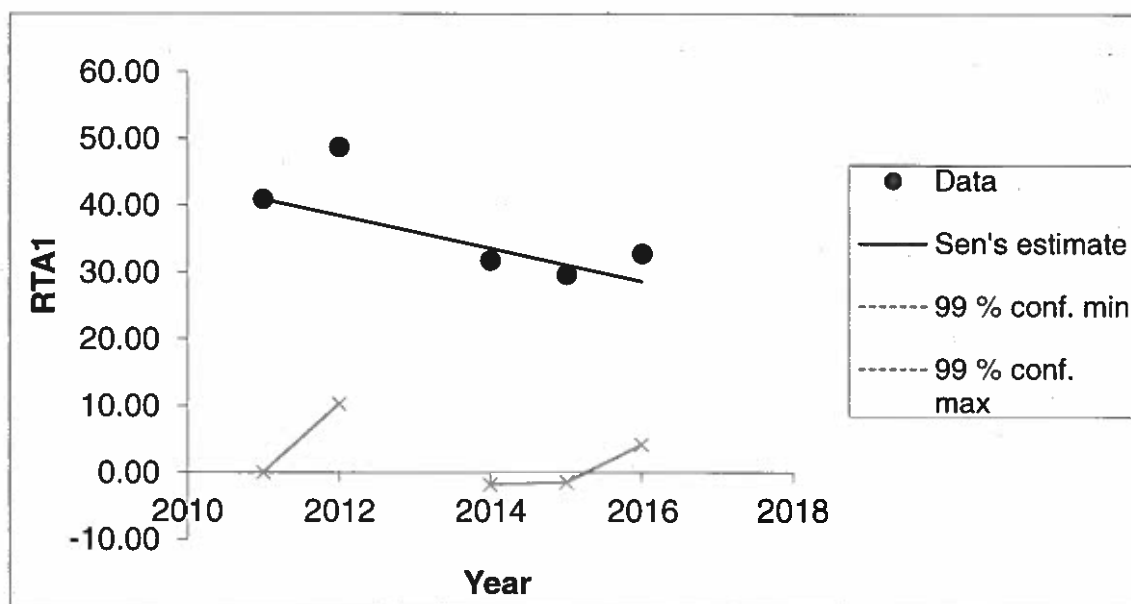 60.00
50.00
40.00
30.00
20.00
10.00
0.00
-10.00
2010
2012
2014
2016
2018
RTA1
Year
Data
Sen's estimate
99 % conf. min
99 % conf.
max